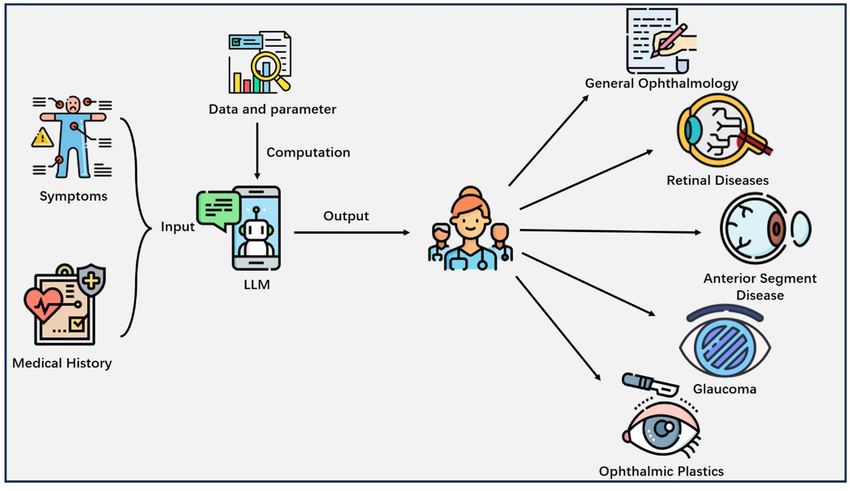 Symptoms
Medical History
Input
Data and parameter
Computation
LLM
Output
General Ophthalmology
Retinal Diseases
Anterior Segment
Disease
Glaucoma
Ophthalmic Plastics